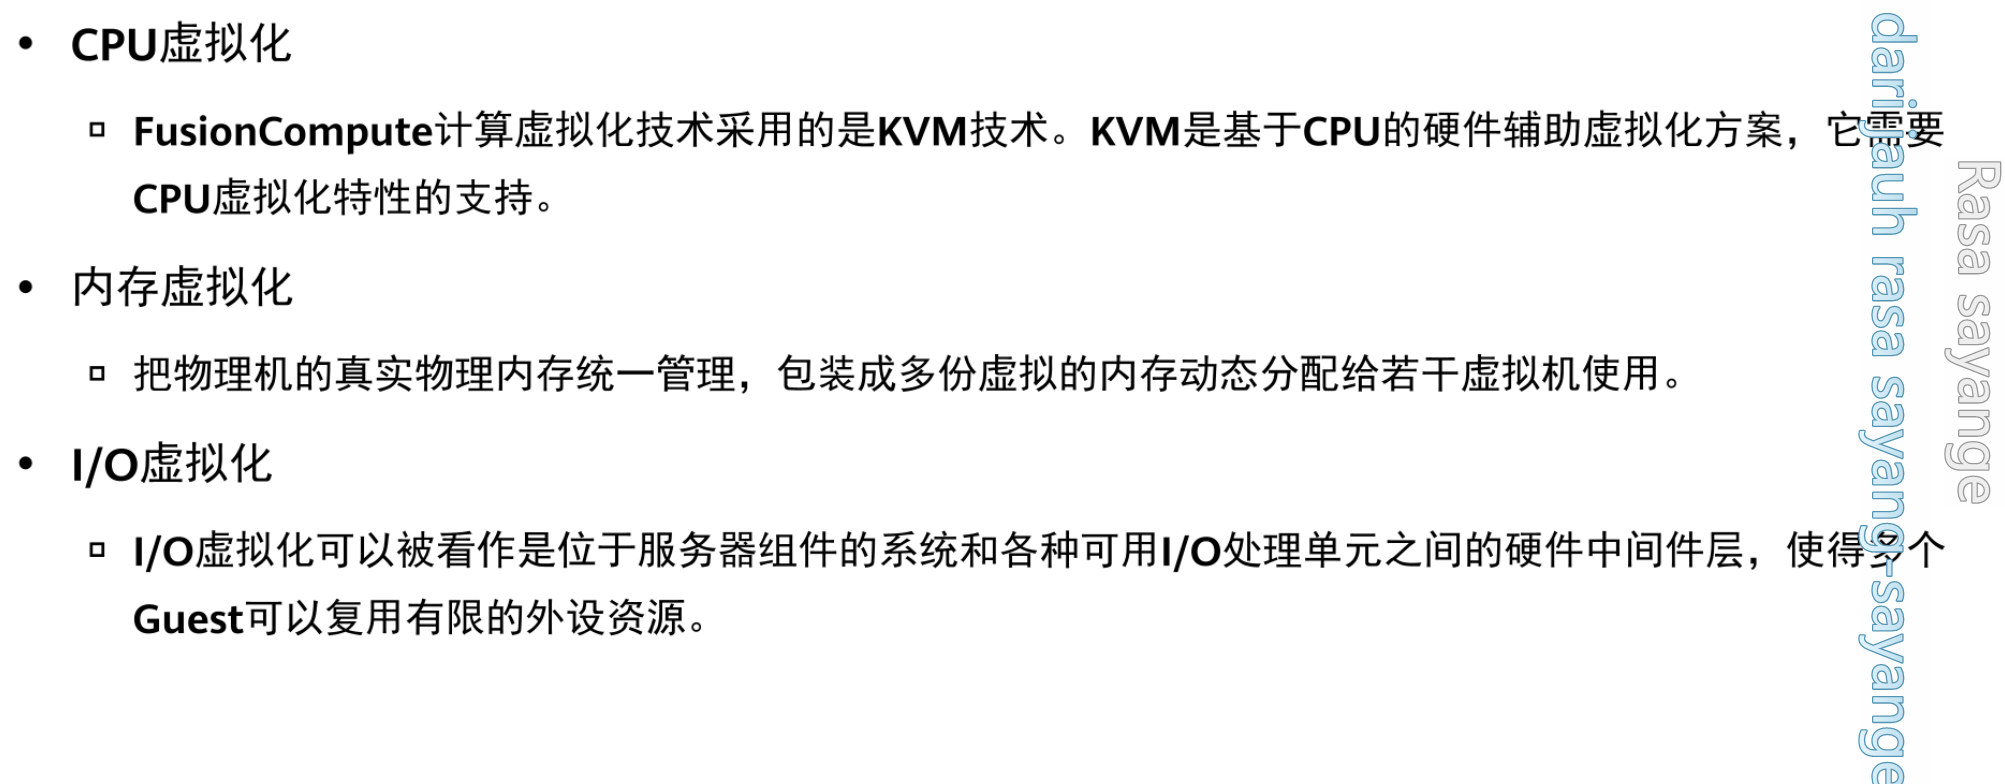 • CPU虚拟化
▫ FusionCompute计算虚拟化技术采用的是KVM技术。KVM是基于CPU的硬件辅助虚拟化方案，它需要
CPU虚拟化特性的支持。
• 内存虚拟化
▫ 把物理机的真实物理内存统一管理，包装成多份虚拟的内存动态分配给若干虚拟机使用。
• I/O虚拟化
▫ I/O虚拟化可以被看作是位于服务器组件的系统和各种可用I/O处理单元之间的硬件中间件层，使得多个
Guest可以复用有限的外设资源。
Rasa sayange
dari jauh rasa sayang-sayange